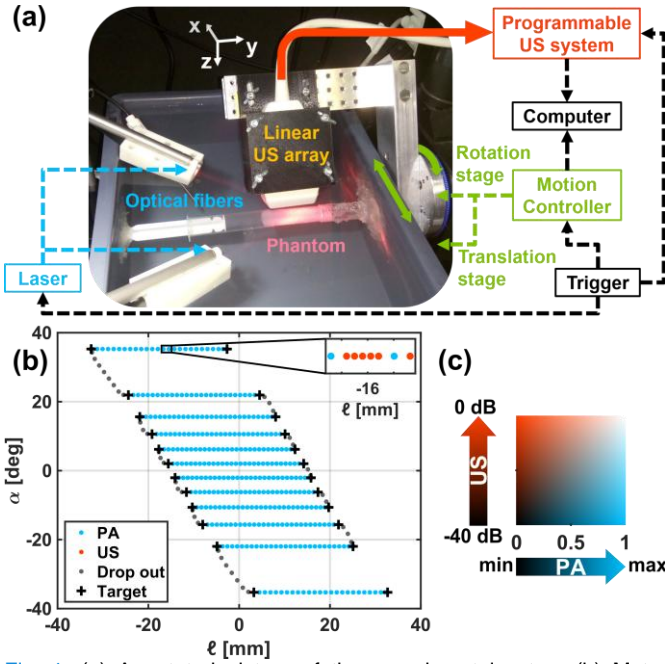 (a)
x
y
z
Programmable
US system
Computer
Linear
US array
Rotation
stage
Optical fibers
Motion
Controller
Phantom
Translation
stage
Laser
Trigger
(b)
40
20
0
-20
-40
α [deg]
-40
-20
0
20
40
ℓ [mm]
-16
ℓ [mm]
PA
US
Drop out
Target
(c)
0 dB
US
-40 dB
0
0.5
1
min
PA
max